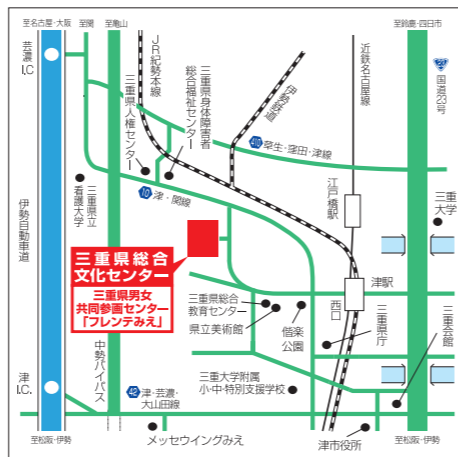 至名古屋・大阪
至関
至亀山
至鈴鹿・四日市
芸濃
I.C
JR紀勢本線
三重県人権センター
三重県身体障害者
総合福祉センター
伊勢鉄道
近鉄名古屋線
23
国道23号
40
草生・窪田・津線
三重県立
看護大学
10
津・関線
江戸橋駅
三重
大学
伊勢自動車道
三重県総合
文化センター
三重県男女
共同参画センター
「フレンテみえ」
津駅
西口
三重県総合
教育センター
県立美術館
偕楽
公園
三重県庁
三重会館
中勢バイパス
津
I.C.
42
津・芸濃・
大山田線
三重大学附属
小・中・特別支援学校
至松阪・伊勢
メッセウイングみえ
津市役所
至松阪・伊勢